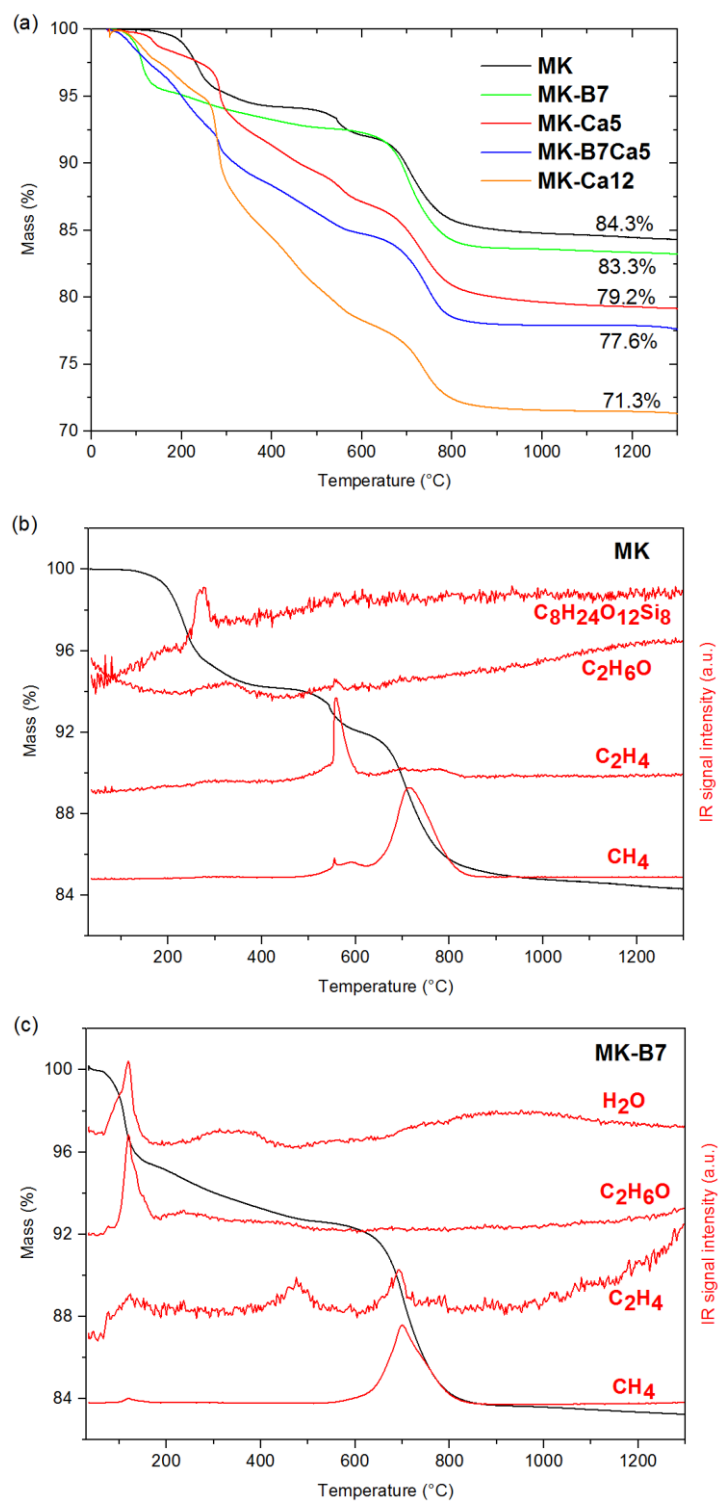 (a)
100
95
90
85
80
75
70
Mass (%)
MK
MK-B7
MK-Ca5
MK-B7Ca5
MK-Ca12
84.3%
83.3%
79.2%
77.6%
71.3%
0 200 400 600 800 1000 1200
Temperature (°C)
(b)
MK
100
96
92
88
84
Mass (%)
C8H24O12Si8
C2H6O
C2H4
CH4
IR signal intensity (a.u.)
200 400 600 800 1000 1200
Temperature (°C)
(c)
MK-B7
100
96
92
88
84
Mass (%)
H2O
C2H6O
C2H4
CH4
IR signal intensity (a.u.)
200 400 600 800 1000 1200
Temperature (°C)